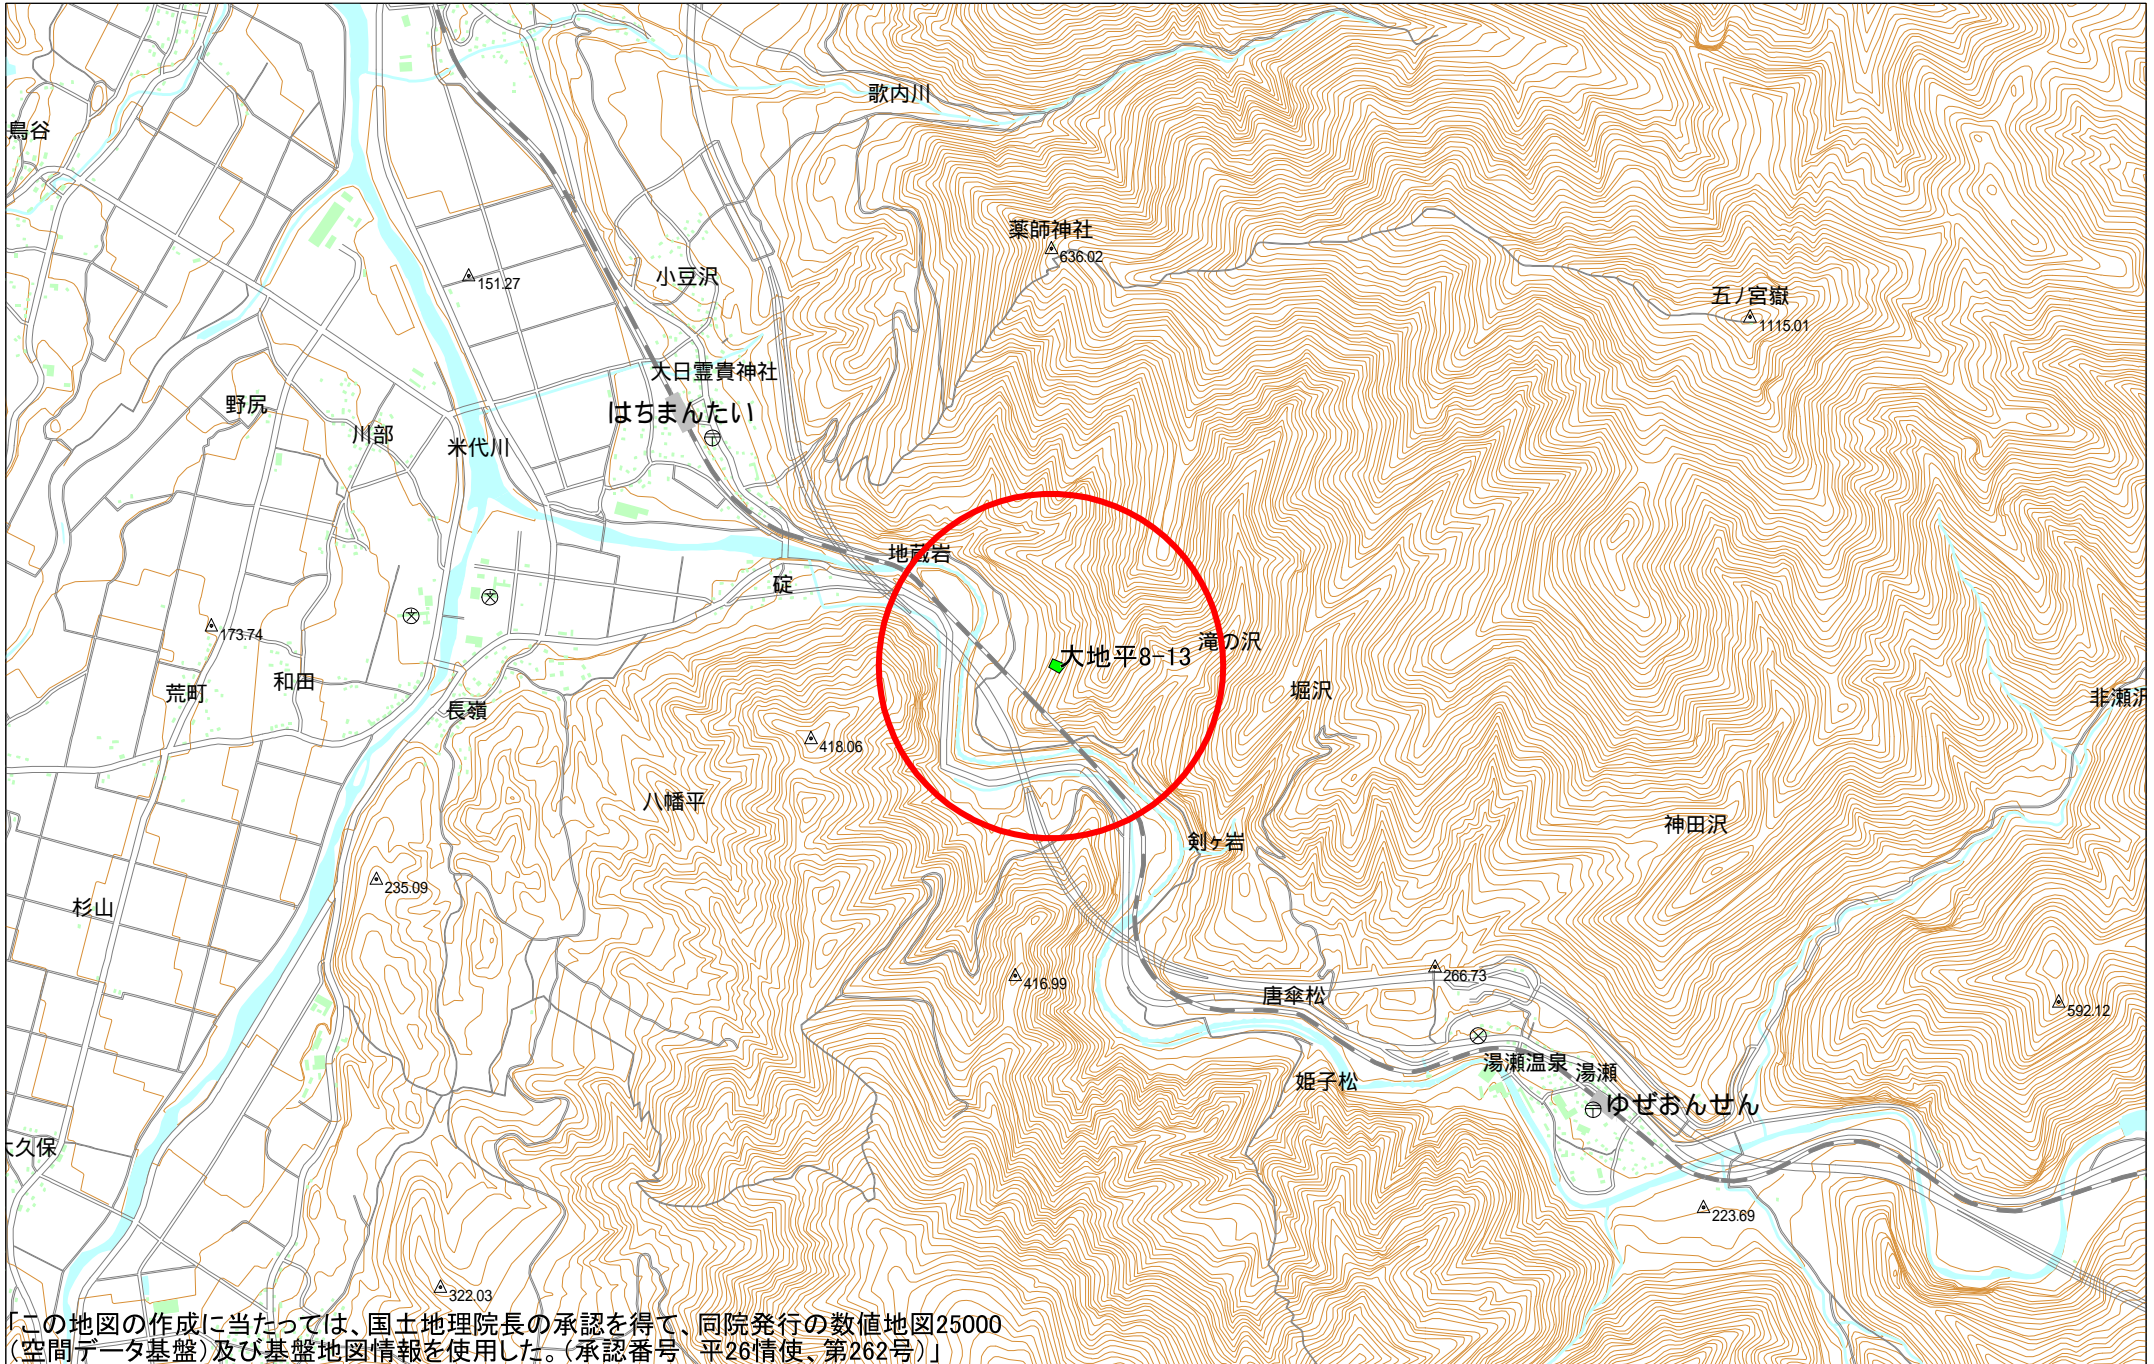 歌内川
鳥谷
薬師神社
636.02
小豆沢
151.27
五ノ宮嶽
1115.01
大日霊貴神社
はちまんたい
野尻
川部
米代川
地蔵岩
碇
大地平8-13
滝の沢
173.74
和田
荒町
長嶺
堀沢
非瀬沢
418.06
八幡平
神田沢
剣ヶ岩
235.09
杉山
416.99
266.73
唐傘松
592.12
湯瀬温泉
湯瀬
姫子松
ゆぜおんせん
久保
223.69
322.03
「この地図の作成に当たっては、国土地理院長の承認を得て、同院発行の数値地図25000
（空間データ基盤）及び基盤地図情報を使用した。（承認番号　平26情使、第262号）」